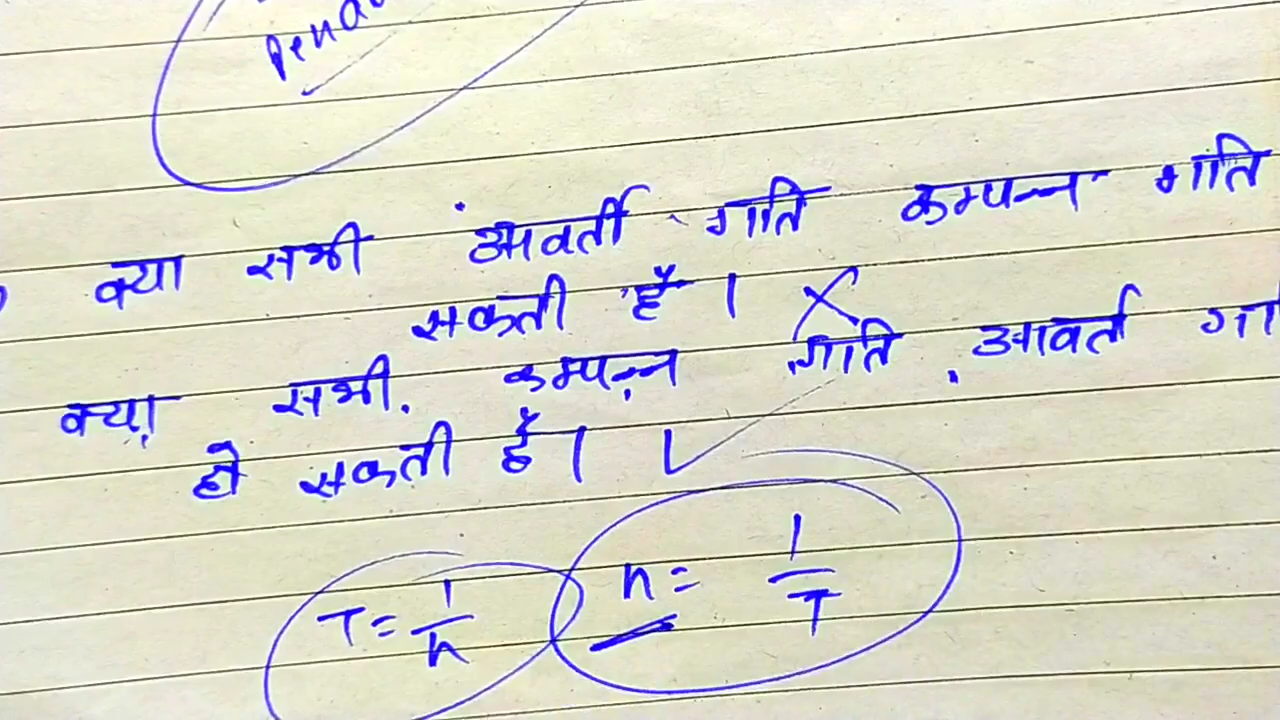 क्या सभी आवर्ती गति कम्पन्न गति
सकती है । ×
क्या सभी कम्पन्न गति आवर्ता
हो सकती है । ✓
T = 1/n n = 1/T